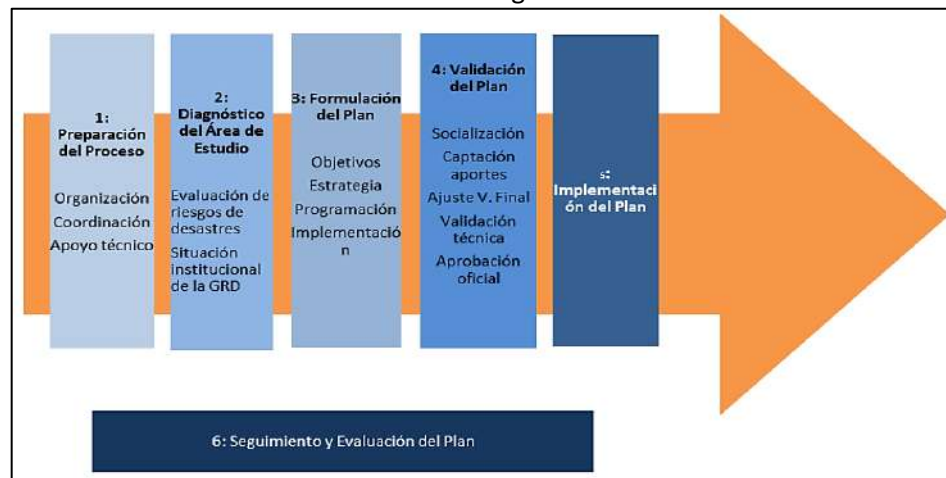 1:
Preparación
del Proceso
Organización
Coordinación
Apoyo técnico
2:
Diagnóstico
del Área de
Estudio
Evaluación de
riesgos de
desastres
Situación
institucional
de la GRD
3: Formulación
del Plan
Objetivos
Estrategia
Programación
Implementació
n
4: Validación
del Plan
Socialización
Captación
aportes
Ajuste V. Final
Validación
técnica
Aprobación
oficial
5:
Implementaci
ón del Plan
6: Seguimiento y Evaluación del Plan